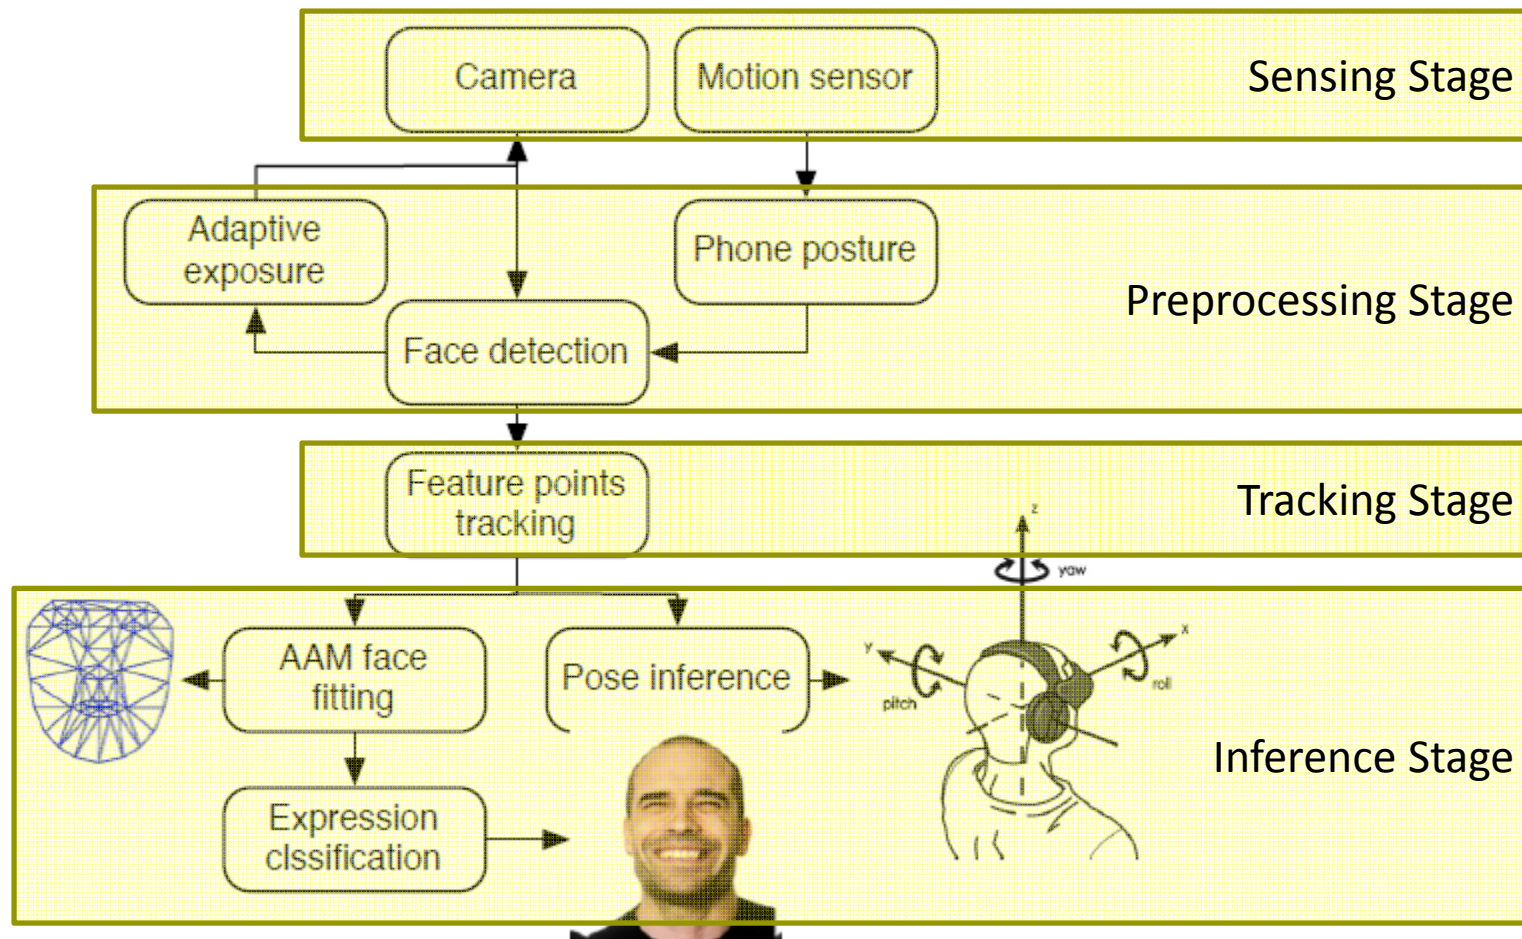 Camera
Motion sensor
Sensing Stage
Adaptive
exposure
Phone posture
Preprocessing Stage
Face detection
Feature points
tracking
Tracking Stage
z
yaw
AAM face
fitting
Pose inference
y
pitch
x
roll
Inference Stage
Expression
clssification